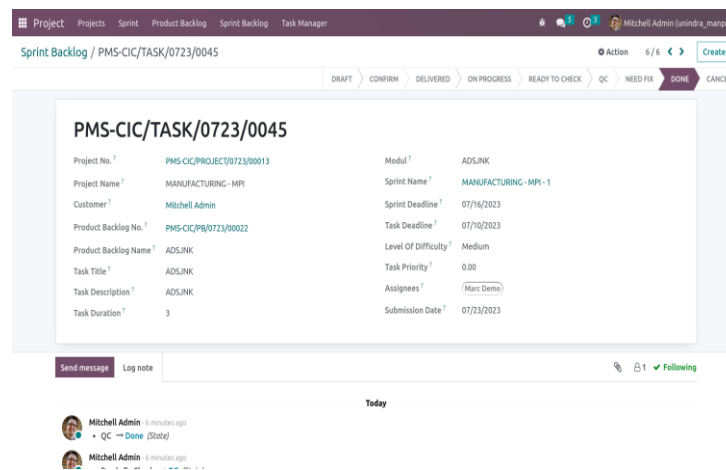 Project Projects Sprint Product Backlog Sprint Backlog Task Manager 5 3 Mitchell Admin (unindra_manp
Sprint Backlog / PMS-CIC/TASK/0723/0045 Action 6/6 Create
DRAFT CONFIRM DELIVERED ON PROGRESS READY TO CHECK QC NEED FIX DONE CANCE
PMS-CIC/TASK/0723/0045
Project No. ? PMS-CIC/PROJECT/0723/00013
Project Name ? MANUFACTURING - MPI
Customer ? Mitchell Admin
Product Backlog No. ? PMS-CIC/PB/0723/00022
Product Backlog Name ? ADSJNK
Task Title ? ADSJNK
Task Description ? ADSJNK
Task Duration ? 3
Modul ? ADSJNK
Sprint Name ? MANUFACTURING - MPI - 1
Sprint Deadline ? 07/16/2023
Task Deadline ? 07/10/2023
Level Of Difficulty ? Medium
Task Priority ? 0.00
Assignees ? Marc Demo
Submission Date ? 07/23/2023
Send message Log note 1 Following
Today
Mitchell Admin - 6 minutes ago
• QC → Done (State)
Mitchell Admin - 6 minutes ago